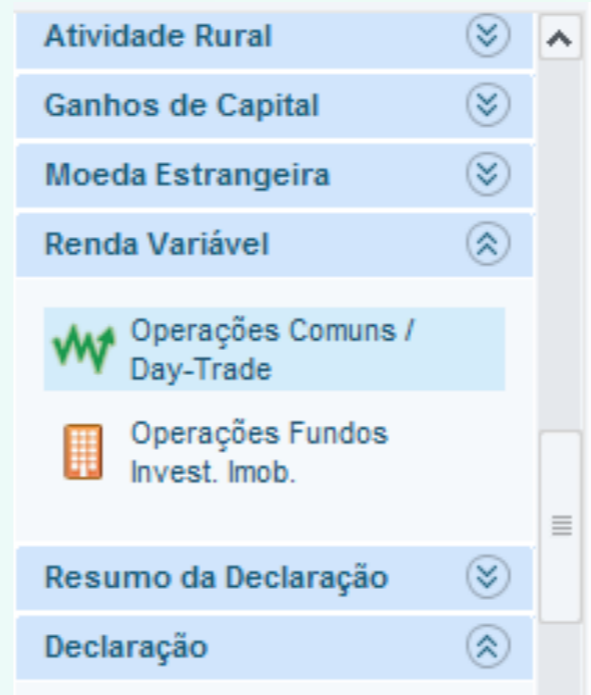 Atividade Rural
Ganhos de Capital
Moeda Estrangeira
Renda Variável
Operações Comuns /
Day-Trade
Operações Fundos
Invest. Imob.
Resumo da Declaração
Declaração